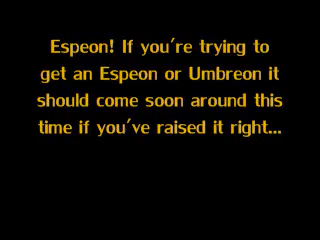 Espeon! If you're trying to
get an Espeon or Umbreon it
should come soon around this
time if you've raised it right...